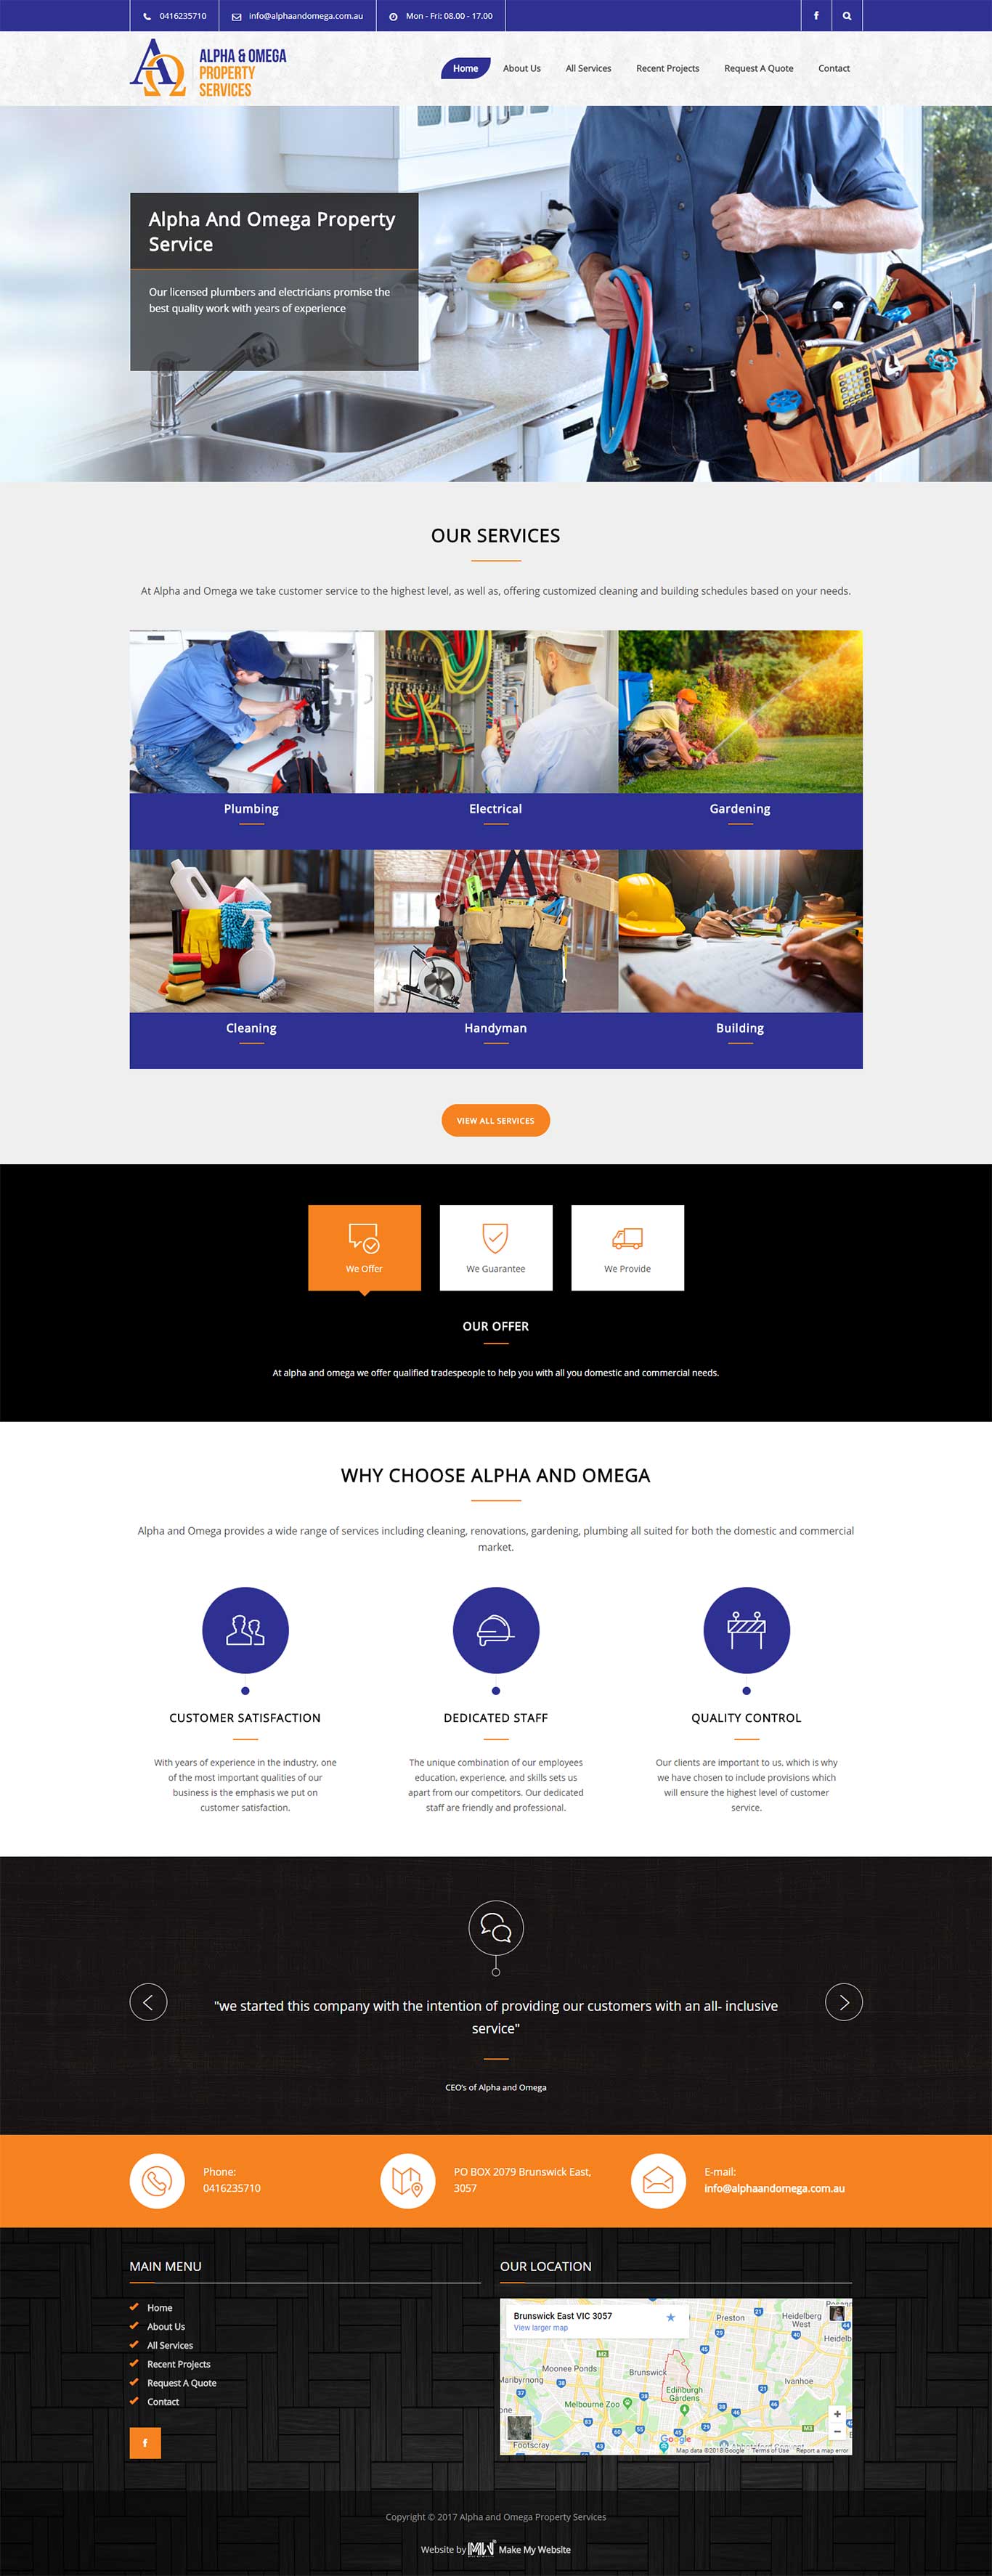 0416235710
info@alphaandomega.com.au
Mon - Fri: 08.00 - 17.00
ALPHA & OMEGA
PROPERTY
SERVICES
Home
About Us
All Services
Recent Projects
Request A Quote
Contact
Alpha And Omega Property
Service
Our licensed plumbers and electricians promise the
best quality work with years of experience
OUR SERVICES
At Alpha and Omega we take customer service to the highest level, as well as, offering customized cleaning and building schedules based on your needs.
Plumbing
Electrical
Gardening
Cleaning
Handyman
Building
VIEW ALL SERVICES
We Offer
We Guarantee
We Provide
OUR OFFER
At alpha and omega we offer qualified tradespeople to help you with all you domestic and commercial needs.
WHY CHOOSE ALPHA AND OMEGA
Alpha and Omega provides a wide range of services including cleaning, renovations, gardening, plumbing all suited for both the domestic and commercial
market.
CUSTOMER SATISFACTION
With years of experience in the industry, one
of the most important qualities of our
business is the emphasis we put on
customer satisfaction.
DEDICATED STAFF
The unique combination of our employees
education, experience, and skills sets us
apart from our competitors. Our dedicated
staff are friendly and professional.
QUALITY CONTROL
Our clients are important to us, which is why
we have chosen to include provisions which
will ensure the highest level of customer
service.
"we started this company with the intention of providing our customers with an all- inclusive
service"
CEO's of Alpha and Omega
Phone:
0416235710
PO BOX 2079 Brunswick East,
3057
E-mail:
info@alphaandomega.com.au
MAIN MENU
Home
About Us
All Services
Recent Projects
Request A Quote
Contact
OUR LOCATION
Brunswick East VIC 3057
View larger map
Preston
Heidelberg
West
Heidelb
Moonee Ponds
Brunswick
Maribyrnong
Ivanhoe
Edinburgh
Gardens
Melbourne Zoo
Footscray
Google
Map data ©2018 Google
Terms of Use
Report a map error
Copyright © 2017 Alpha and Omega Property Services
Website by MMW Make My Website